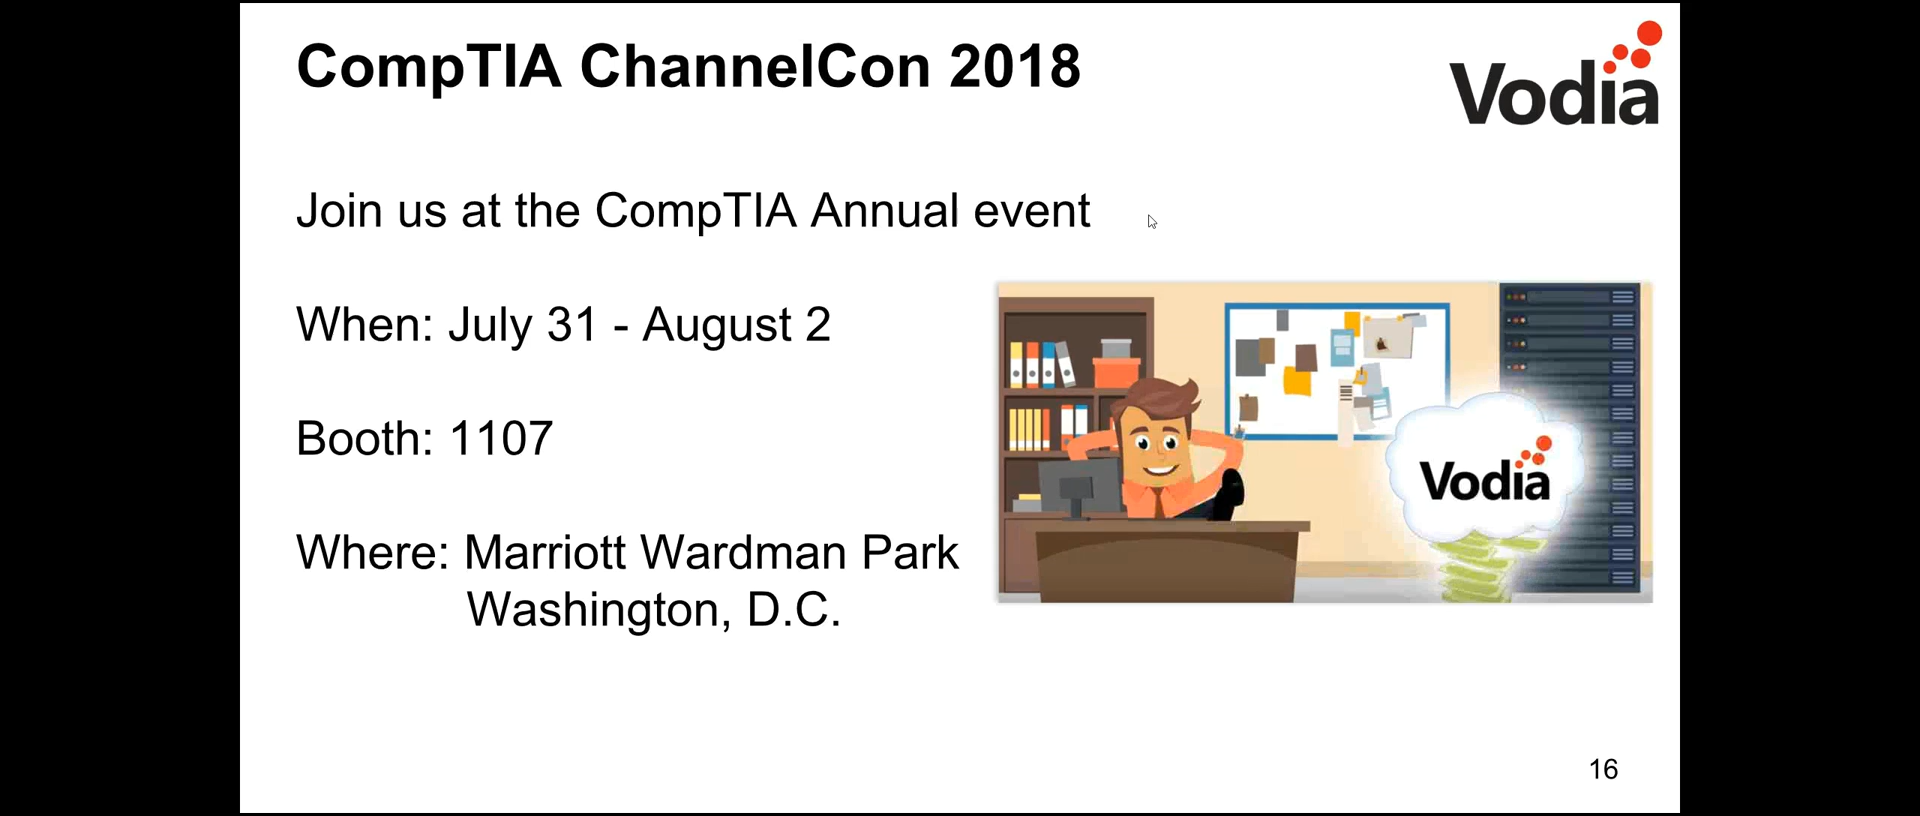 CompTIA ChannelCon 2018
Vodia
Join us at the CompTIA Annual event
When: July 31 - August 2
Booth: 1107
Where: Marriott Wardman Park
Washington, D.C.
Vodia
16